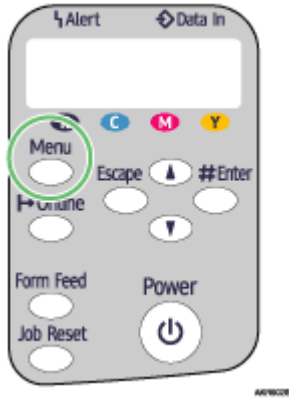 Alert Data In
C M Y
Menu
Escape #Enter
Online
Form Feed Power
Job Reset